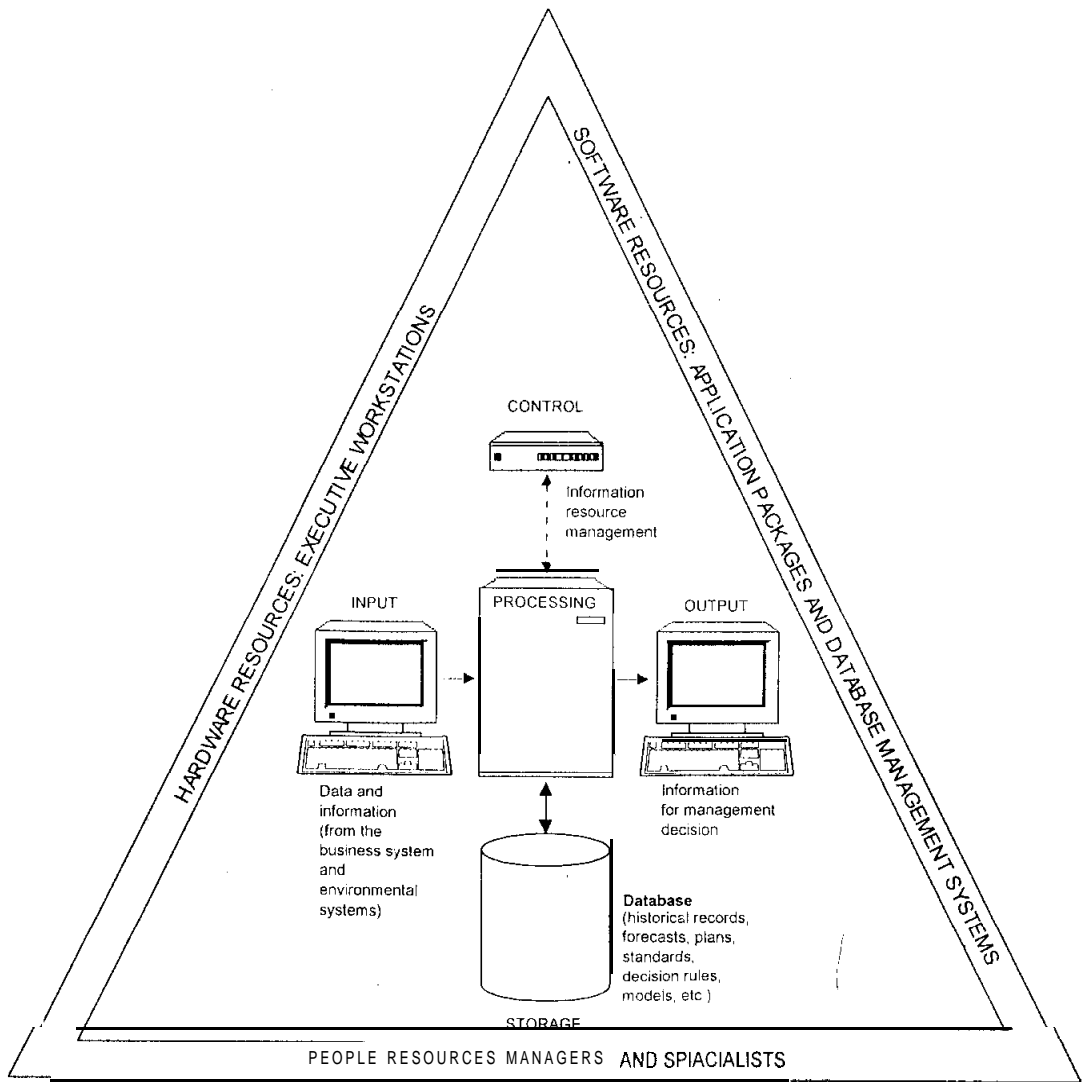 SOFTWARE RESOURCES: APPLICATION PACKAGES AND DATABASE MANAGEMENT SYSTEMS
HARDWARE RESOURCES: EXECUTIVE WORKSTATIONS
CONTROL
Information
resource
management
INPUT
PROCESSING
OUTPUT
Data and
information
(from the
business system
and
environmental
systems)
Information
for management
decision
Database
(historical records,
forecasts, plans,
standards,
decision rules,
models, etc )
STORAGE
PEOPLE RESOURCES MANAGERS AND SPIACIALISTS